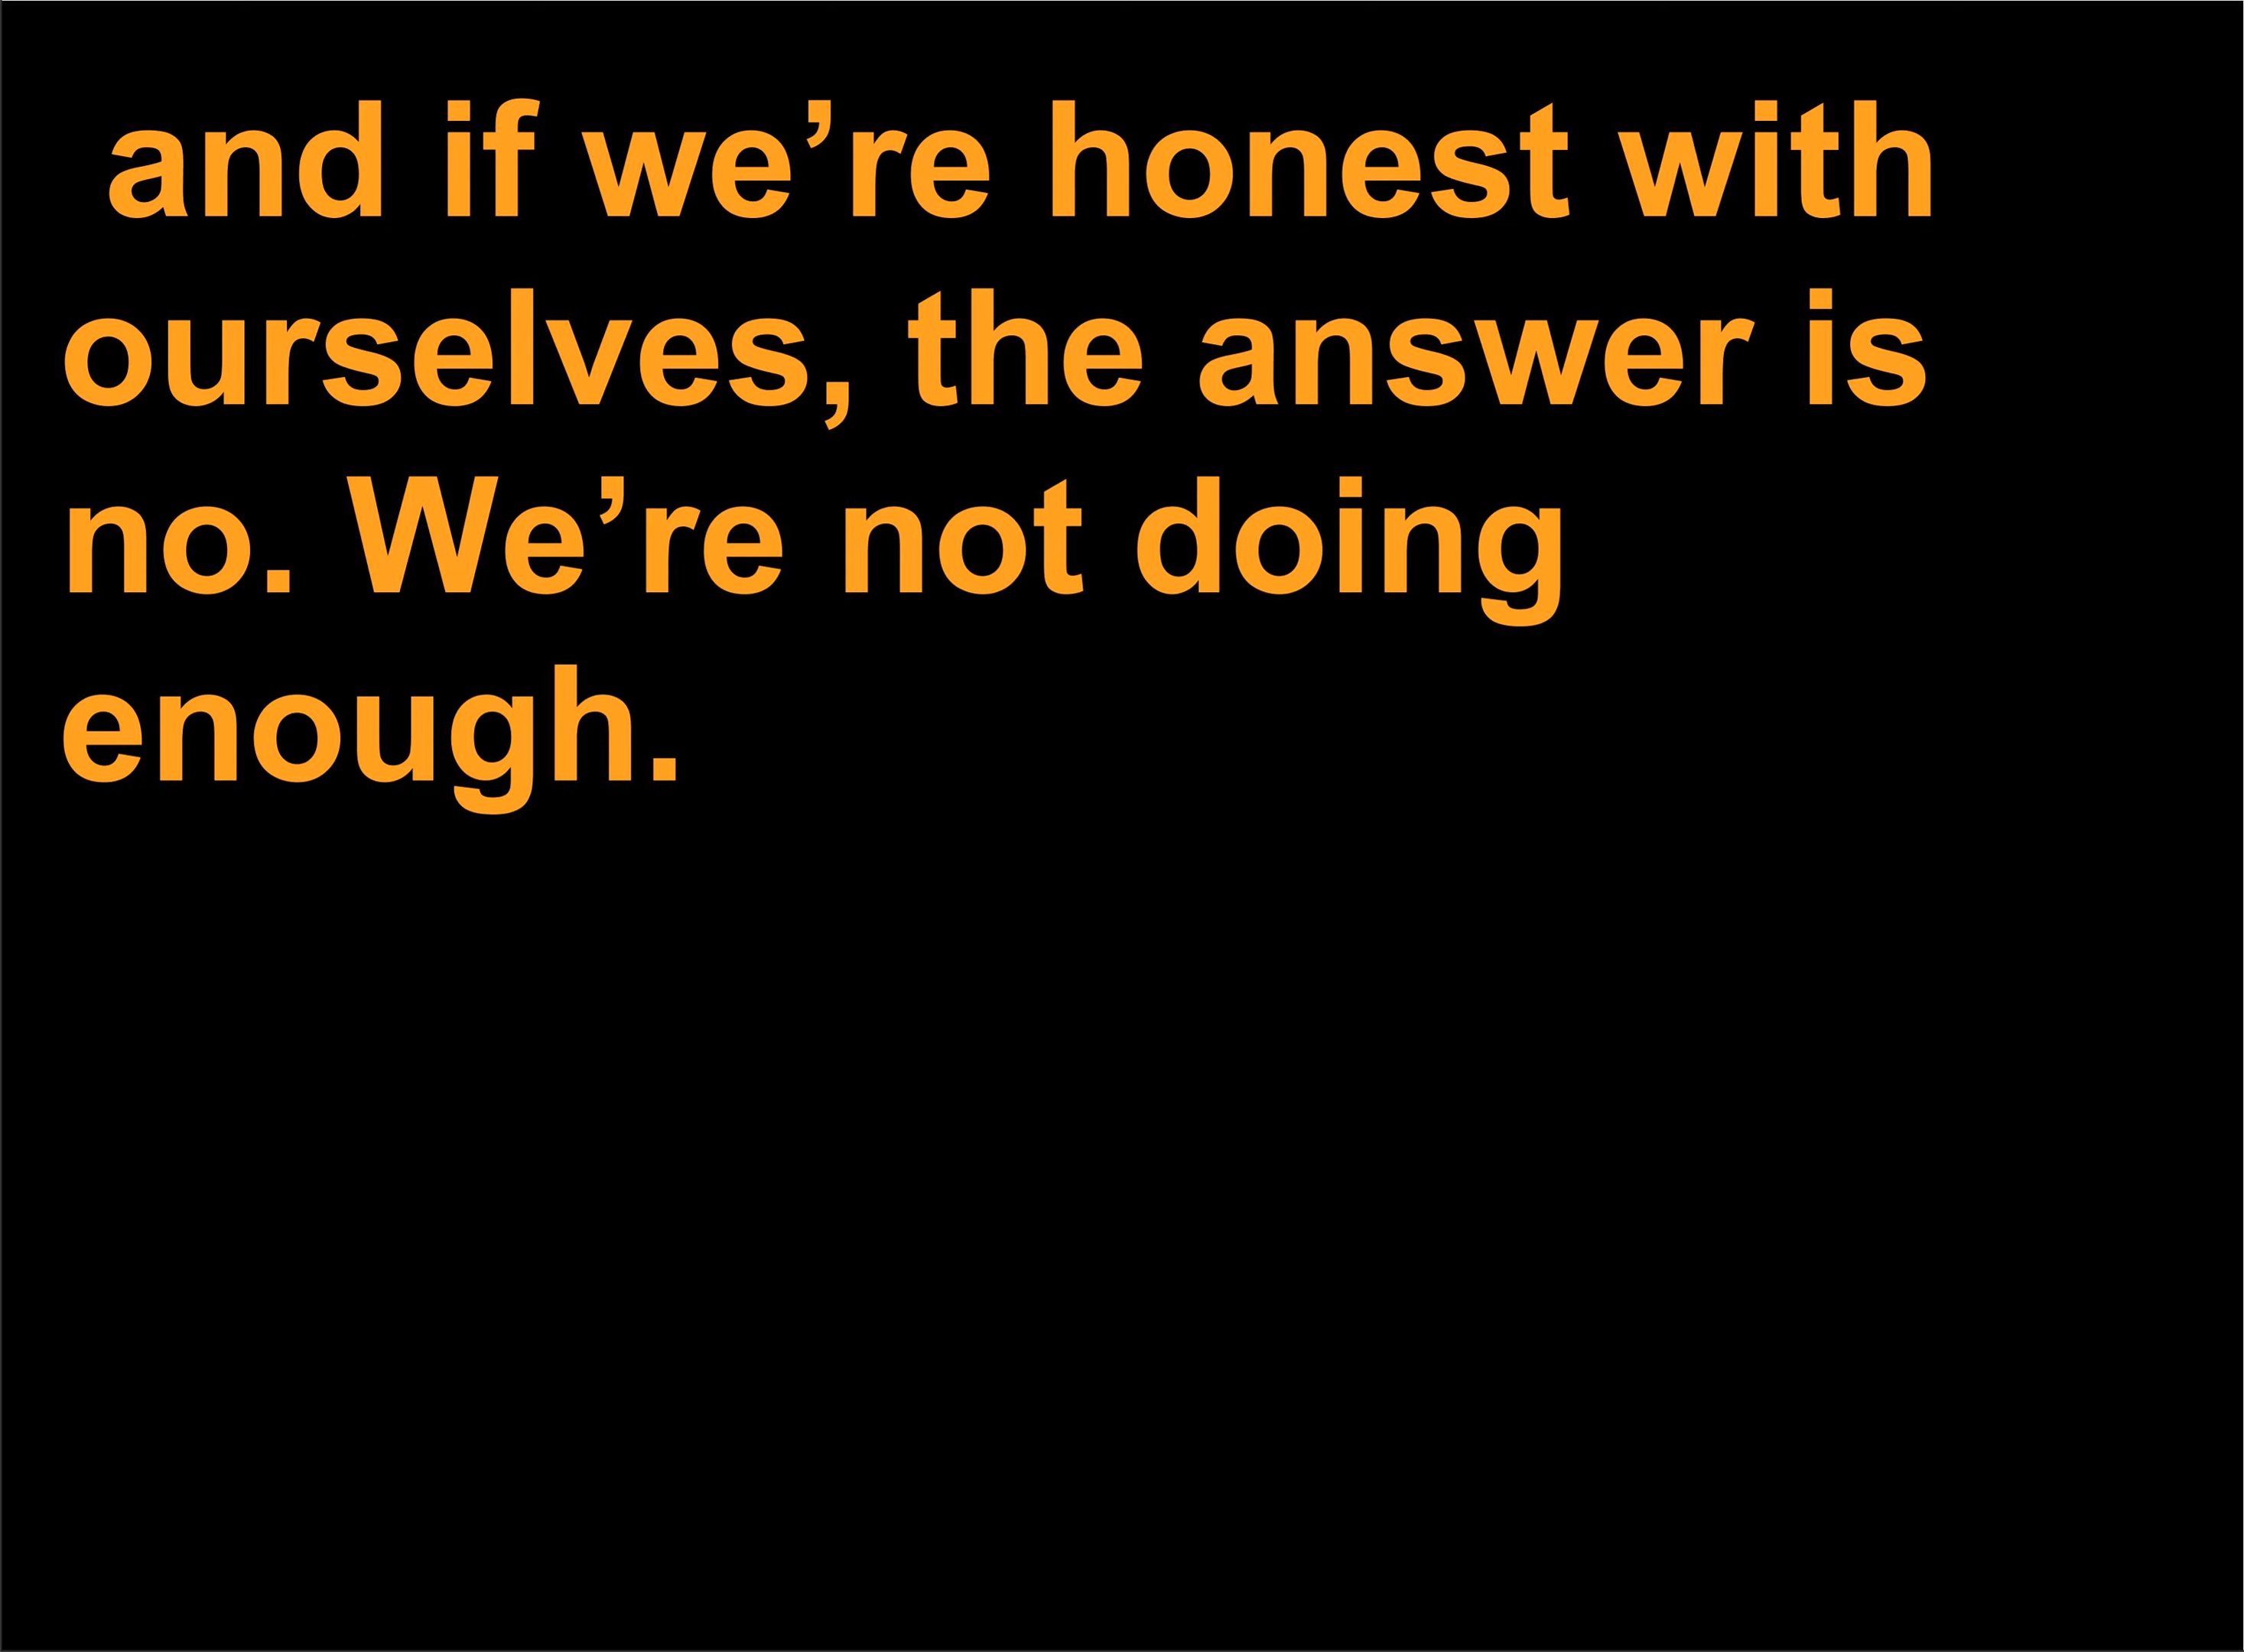 and if we’re honest with
ourselves, the answer is
no. We’re not doing
enough.